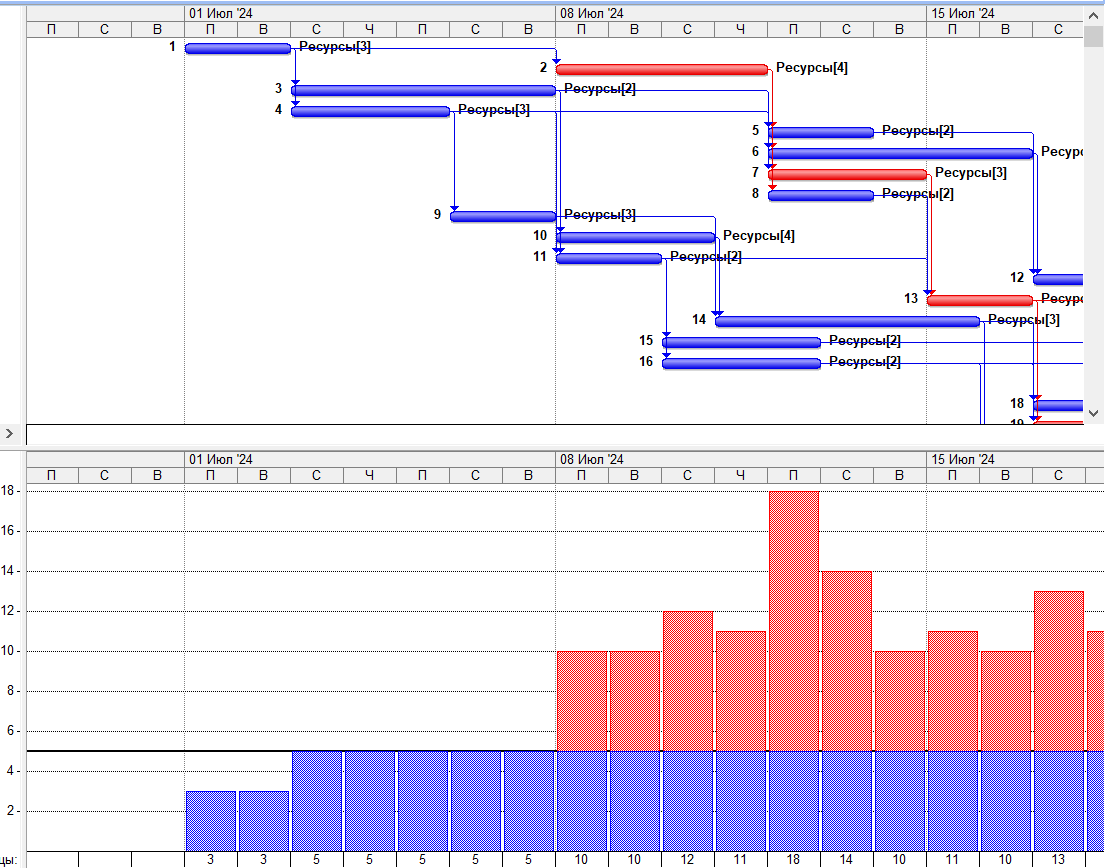 01 Июл '24 08 Июл '24 15 Июл '24
П С В П В С Ч П С В П В С Ч П С В П В С
1 Ресурсы[3]
2 Ресурсы[4]
3 Ресурсы[2]
4 Ресурсы[3]
5 Ресурсы[2]
6 Ресурс
7 Ресурсы[3]
8 Ресурсы[2]
9 Ресурсы[3]
10 Ресурсы[4]
11 Ресурсы[2]
12
13 Ресурс
14 Ресурсы[3]
15 Ресурсы[2]
16 Ресурсы[2]
18
19
01 Июл '24 08 Июл '24 15 Июл '24
П С В П В С Ч П С В П В С Ч П С В П В С
18
16
14
12
10
8
6
4
2
цы: 3 3 5 5 5 5 5 10 10 12 11 18 14 10 11 10 13